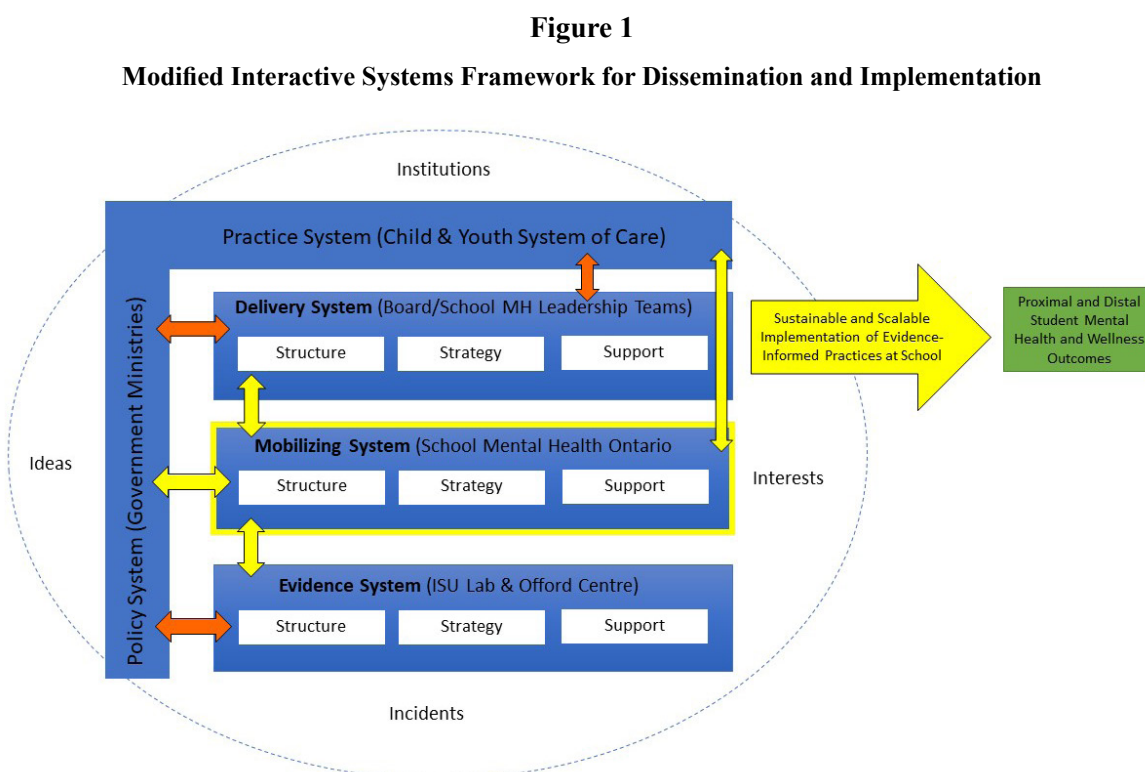 Figure 1
Modified Interactive Systems Framework for Dissemination and Implementation
Institutions
Practice System (Child & Youth System of Care)
Policy System (Government Ministries)
Delivery System (Board/School MH Leadership Teams)
Structure
Strategy
Support
Sustainable and Scalable
Implementation of Evidence-
Informed Practices at School
Proximal and Distal
Student Mental
Health and Wellness
Outcomes
Mobilizing System (School Mental Health Ontario
Structure
Strategy
Support
Ideas
Interests
Evidence System (ISU Lab & Offord Centre)
Structure
Strategy
Support
Incidents